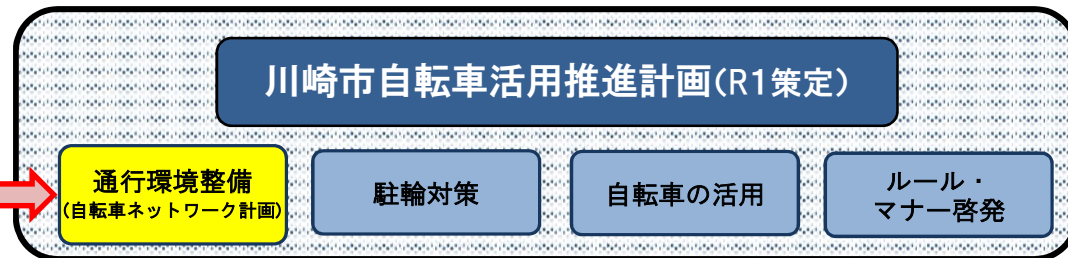 川崎市自転車活用推進計画(R1策定)
通行環境整備
(自転車ネットワーク計画)
駐輪対策
自転車の活用
ルール・
マナー啓発